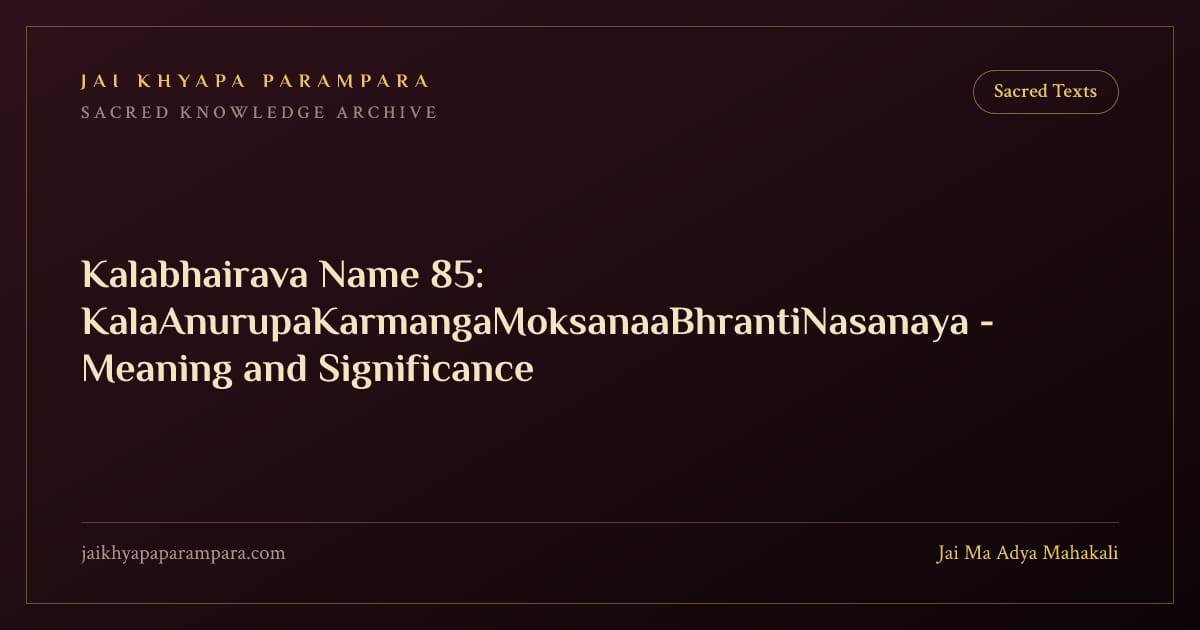 JAI KHYAPA PARAMPARA
SACRED KNOWLEDGE ARCHIVE
Sacred Texts
Kalabhairava Name 85:
KalaAnurupaKarmangaMoksanaaBhrantiNasanaya -
Meaning and Significance
jaikhyapaparampara.com
Jai Ma Adya Mahakali